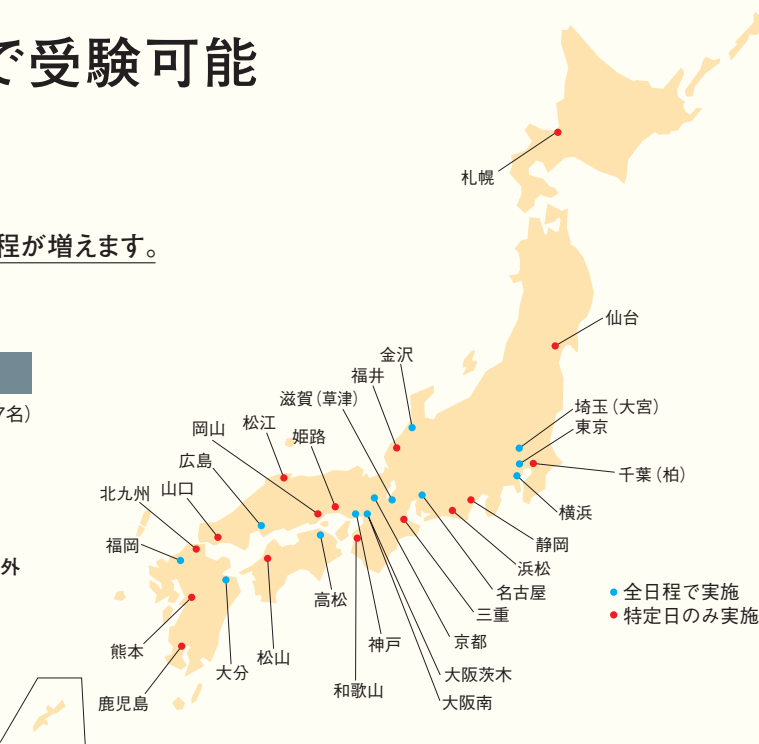 で受験可能
程が増えます。
7名）
外
札幌
仙台
金沢
福井
滋賀（草津）
埼玉（大宮）
東京
岡山
松江
姫路
広島
千葉（柏）
北九州
山口
横浜
福岡
静岡
浜松
名古屋
高松
三重
神戸
京都
熊本
大分
松山
大阪茨木
和歌山
大阪南
鹿児島
● 全日程で実施
● 特定日のみ実施